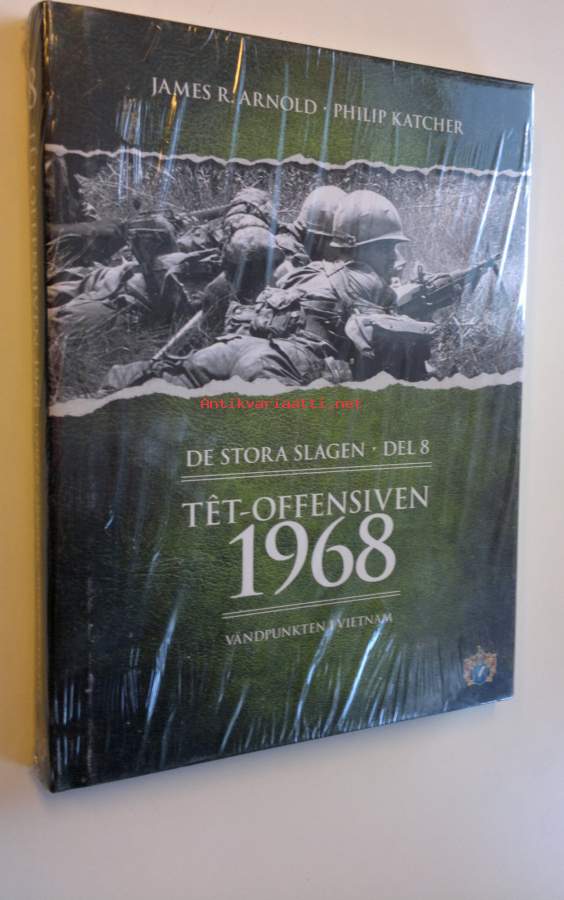 JAMES R. ARNOLD · PHILIP KATCHER
Antikvariaatti.net
DE STORA SLAGEN · DEL 8
TÊT-OFFENSIVEN
1968
VÄNDPUNKTEN I VIETNAM